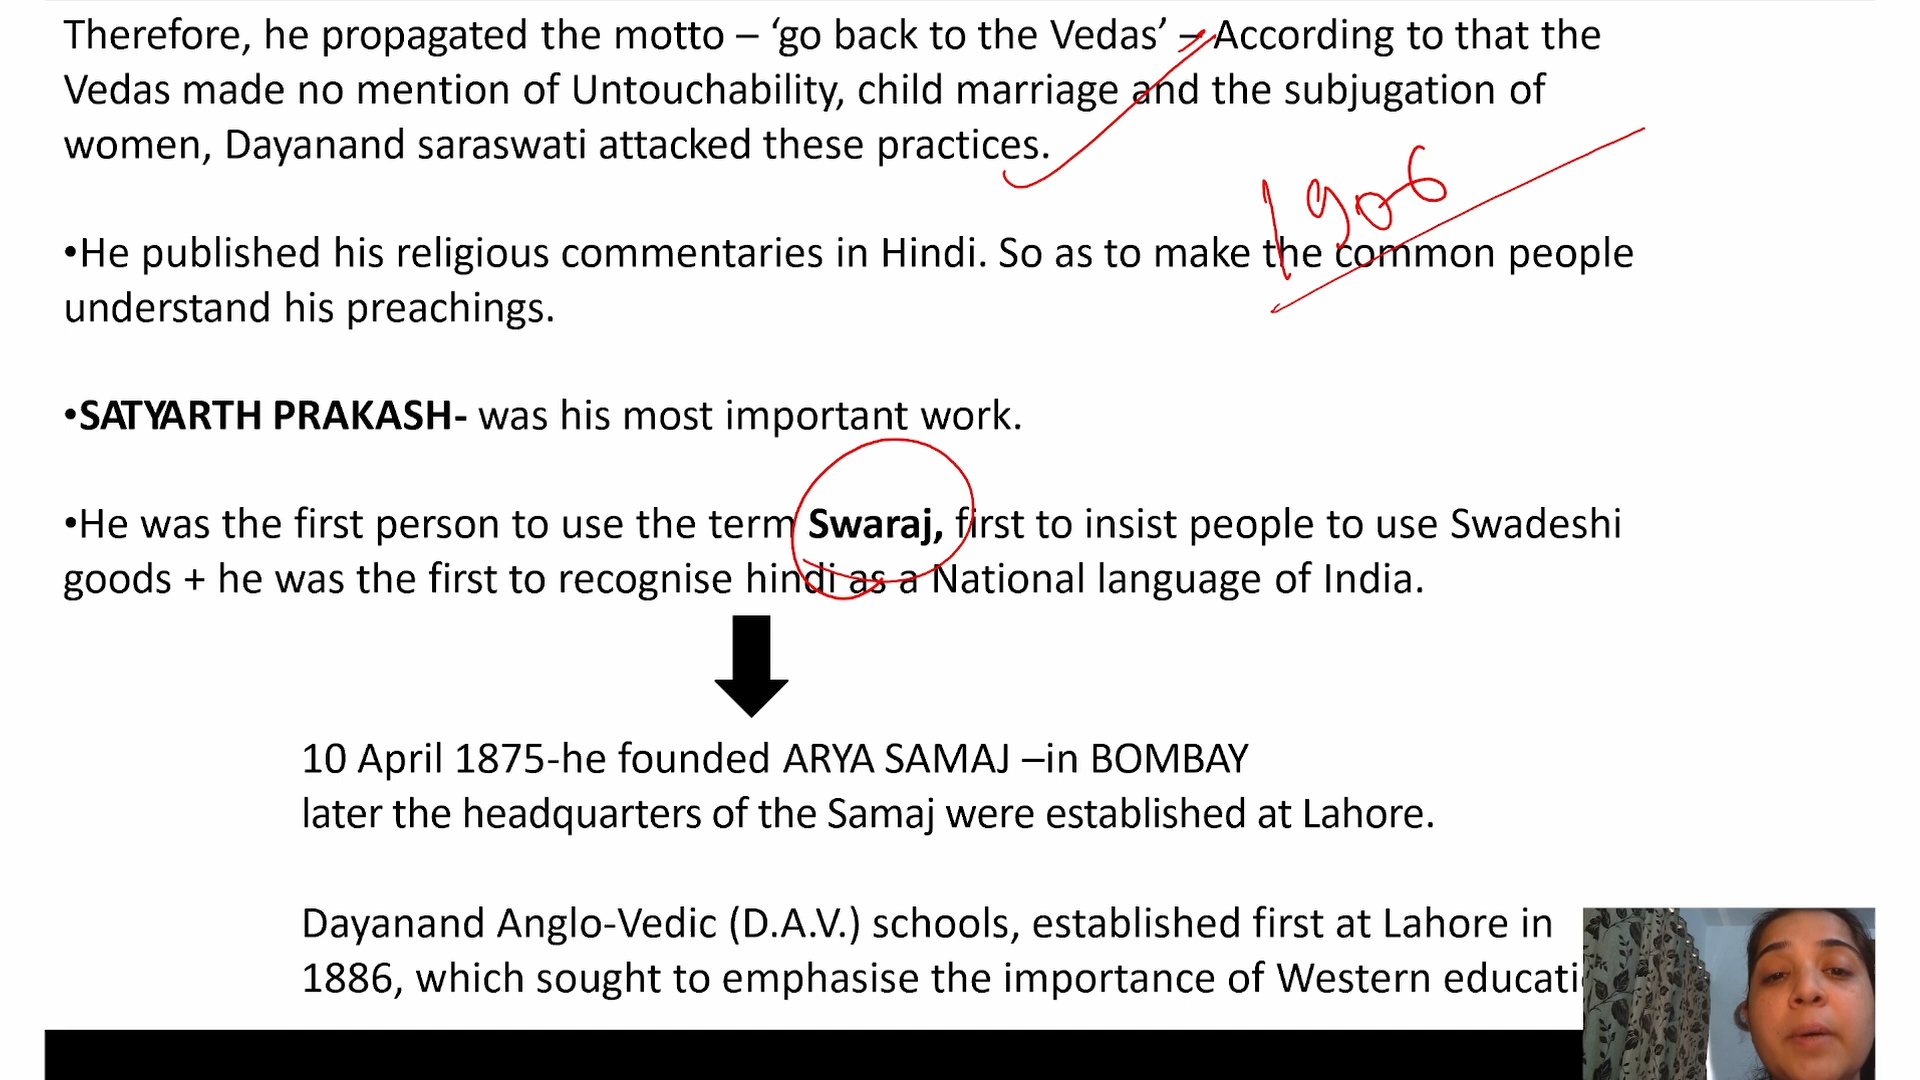 Therefore, he propagated the motto – ‘go back to the Vedas’ – According to that the
Vedas made no mention of Untouchability, child marriage and the subjugation of
women, Dayanand saraswati attacked these practices.
1906
•He published his religious commentaries in Hindi. So as to make the common people
understand his preachings.
•SATYARTH PRAKASH- was his most important work.
•He was the first person to use the term Swaraj, first to insist people to use Swadeshi
goods + he was the first to recognise hindi as a National language of India.
10 April 1875-he founded ARYA SAMAJ –in BOMBAY
later the headquarters of the Samaj were established at Lahore.
Dayanand Anglo-Vedic (D.A.V.) schools, established first at Lahore in
1886, which sought to emphasise the importance of Western educati